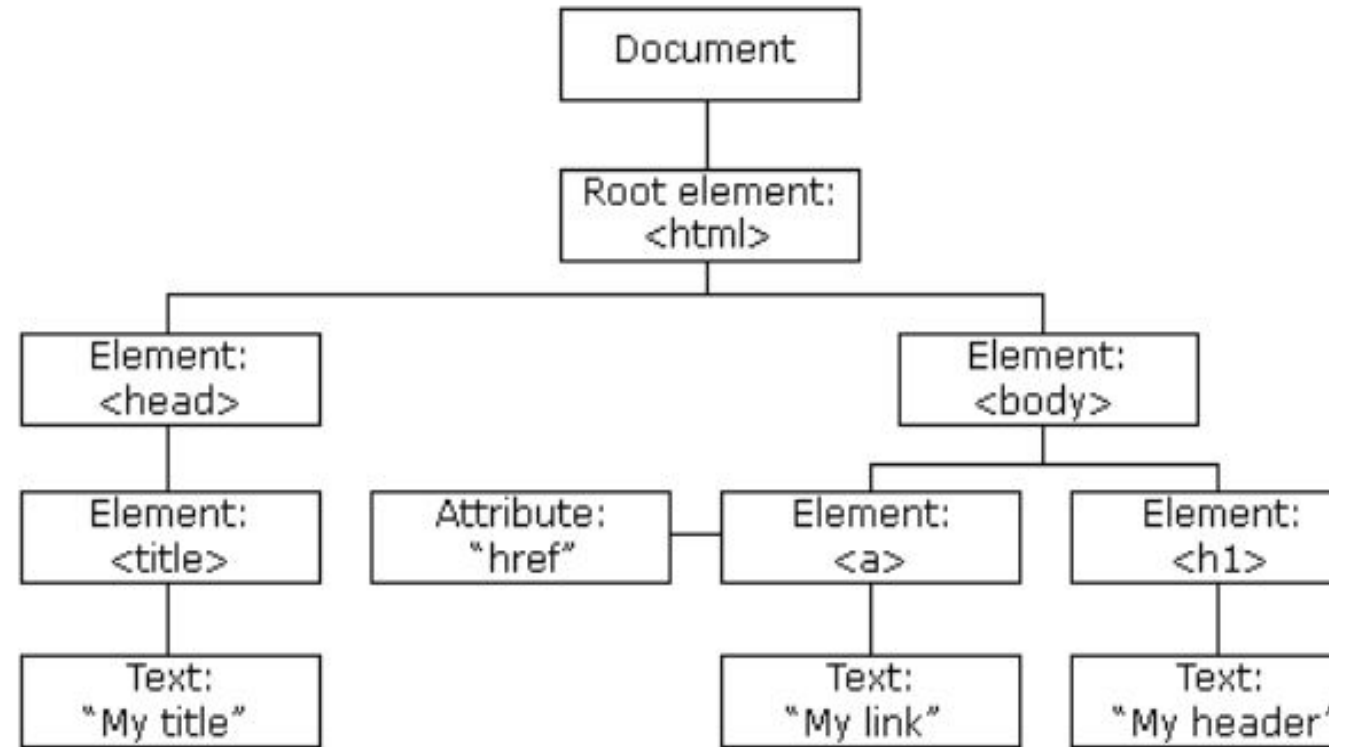 Document
Root element:
<html>
Element:
<head>
Element:
<body>
Element:
<title>
Attribute:
“href”
Element:
<a>
Element:
<h1>
Text:
“My title”
Text:
“My link”
Text:
“My header”